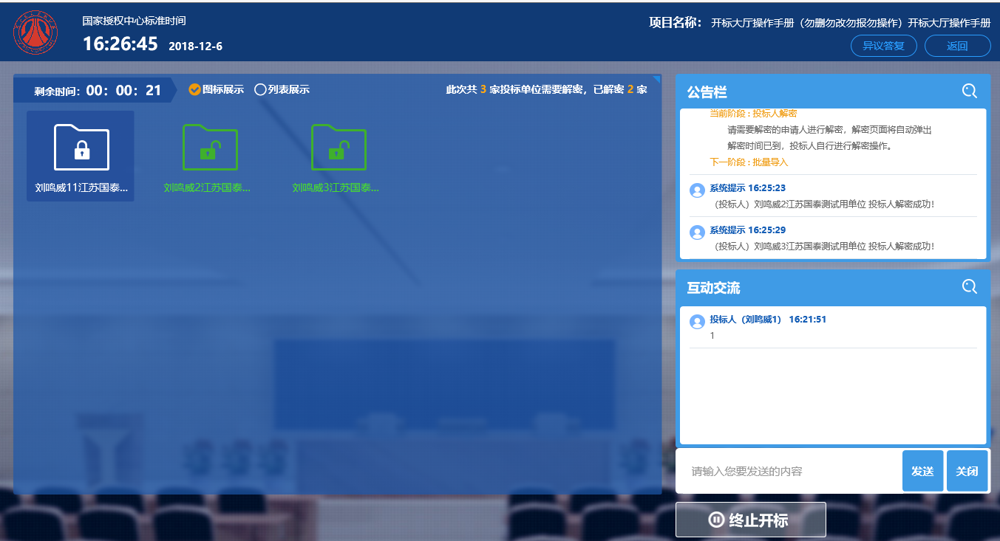 国家授权中心标准时间
16:26:45 2018-12-6
项目名称： 开标大厅操作手册（勿删勿改勿报勿操作）开标大厅操作手册
异议答复 返回
剩余时间： 00： 00： 21
图标展示 列表展示
此次共 3 家投标单位需要解密，已解密 2 家
刘鸣威11江苏国泰...
刘鸣威2江苏国泰...
刘鸣威3江苏国泰...
公告栏
当前阶段 : 投标人解密
请需要解密的申请人进行解密，解密页面将自动弹出
解密时间已到，投标人自行进行解密操作。
下一阶段 : 批量导入
系统提示 16:25:23
（投标人）刘鸣威2江苏国泰测试用单位 投标人解密成功!
系统提示 16:25:29
（投标人）刘鸣威3江苏国泰测试用单位 投标人解密成功!
互动交流
投标人（刘鸣威1） 16:21:51
1
请输入您要发送的内容
发送 关闭
终止开标